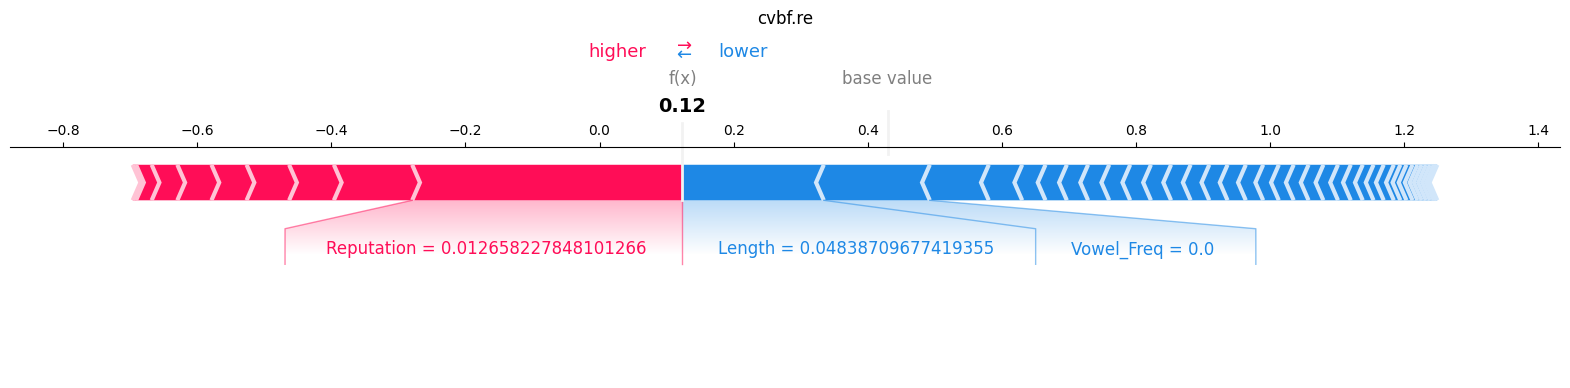 cvbf.re
higher → ← lower
f(x) base value
0.12
−0.8 −0.6 −0.4 −0.2 0.0 0.2 0.4 0.6 0.8 1.0 1.2 1.4
Reputation = 0.012658227848101266 Length = 0.04838709677419355 Vowel_Freq = 0.0